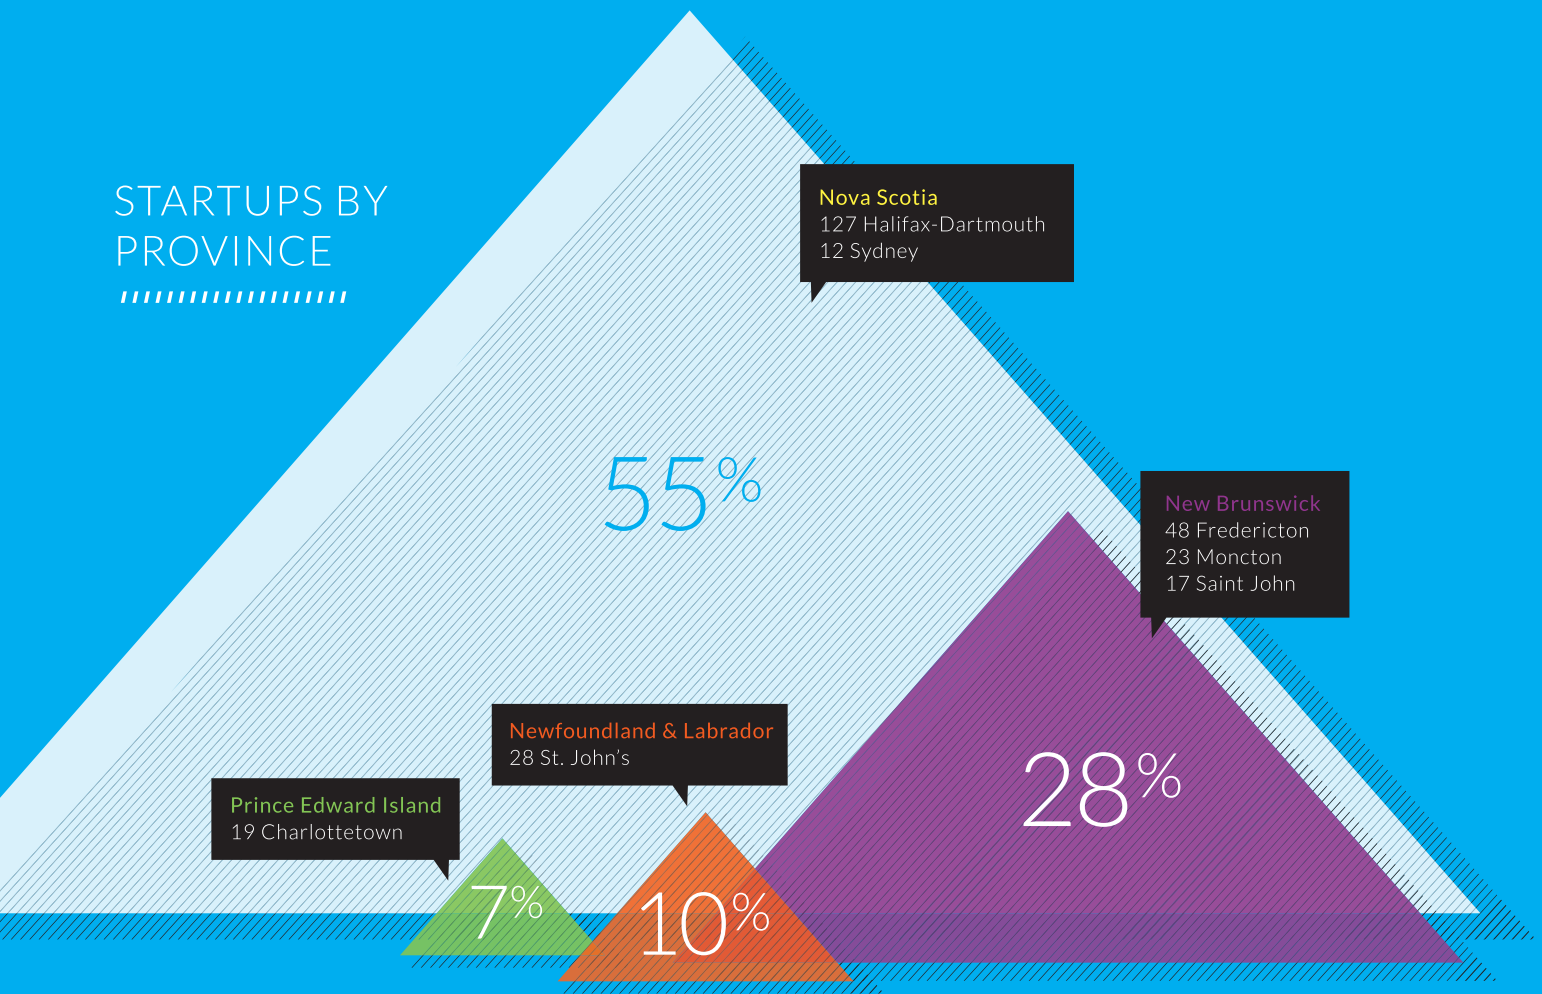 STARTUPS BY
PROVINCE
Nova Scotia
127 Halifax-Dartmouth
12 Sydney
55%
New Brunswick
48 Fredericton
23 Moncton
17 Saint John
28%
Newfoundland & Labrador
28 St. John’s
10%
Prince Edward Island
19 Charlottetown
7%